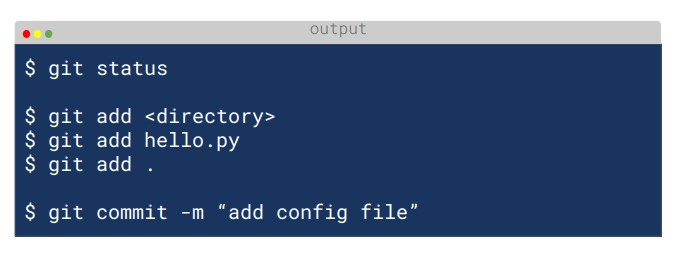 output
$ git status
$ git add <directory>
$ git add hello.py
$ git add .
$ git commit -m “add config file”